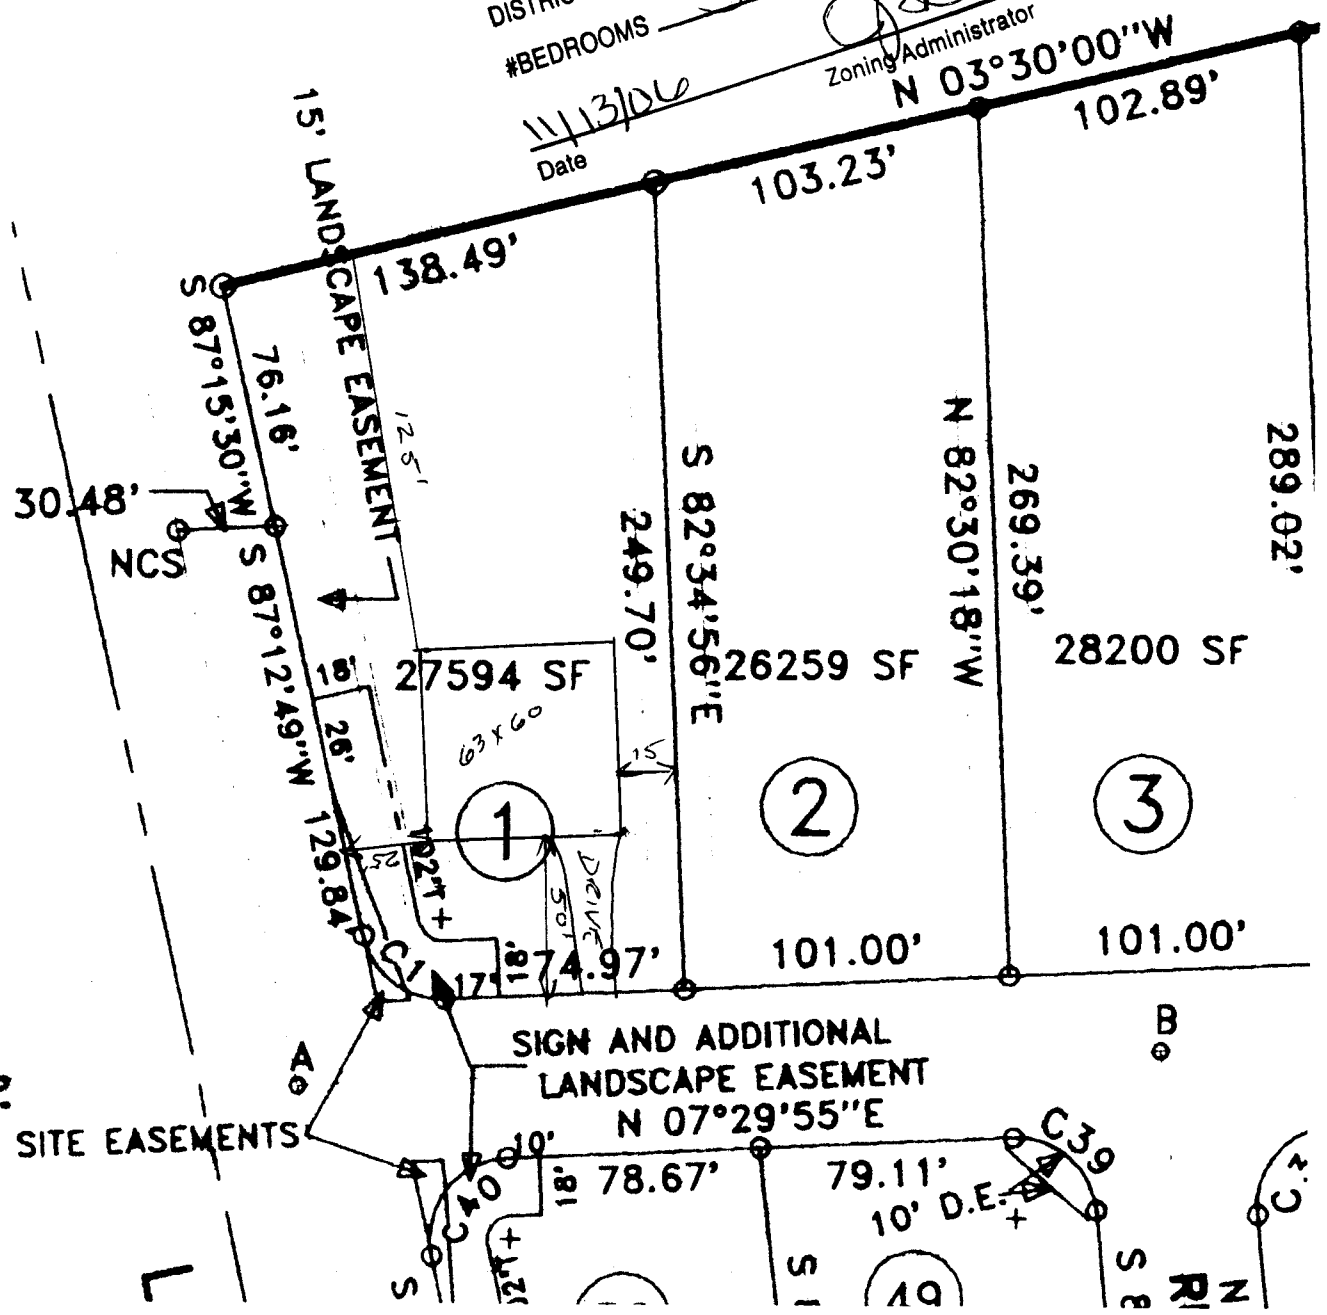 #BEDROOMS
Zoning Administrator
11/13/06
Date
N 03°30'00"W
102.89'
103.23'
138.49'
15' LANDSCAPE EASEMENT
S 87°15'30"W
76.16'
125'
30.48'
NCS
S 87°12'49"W 129.84'
249.70'
S 82°34'56"E
N 82°30'18"W
269.39'
289.02'
18'
26'
27594 SF
26259 SF
28200 SF
63 x 60
15
1
2
3
25'
50'
DRIVE
C1
17'
18'
74.97'
101.00'
101.00'
SIGN AND ADDITIONAL
LANDSCAPE EASEMENT
A
B
SITE EASEMENTS
N 07°29'55"E
10'
18'
78.67'
79.11'
C39
C40
10' D.E.
49
S
S
S 8
N
L